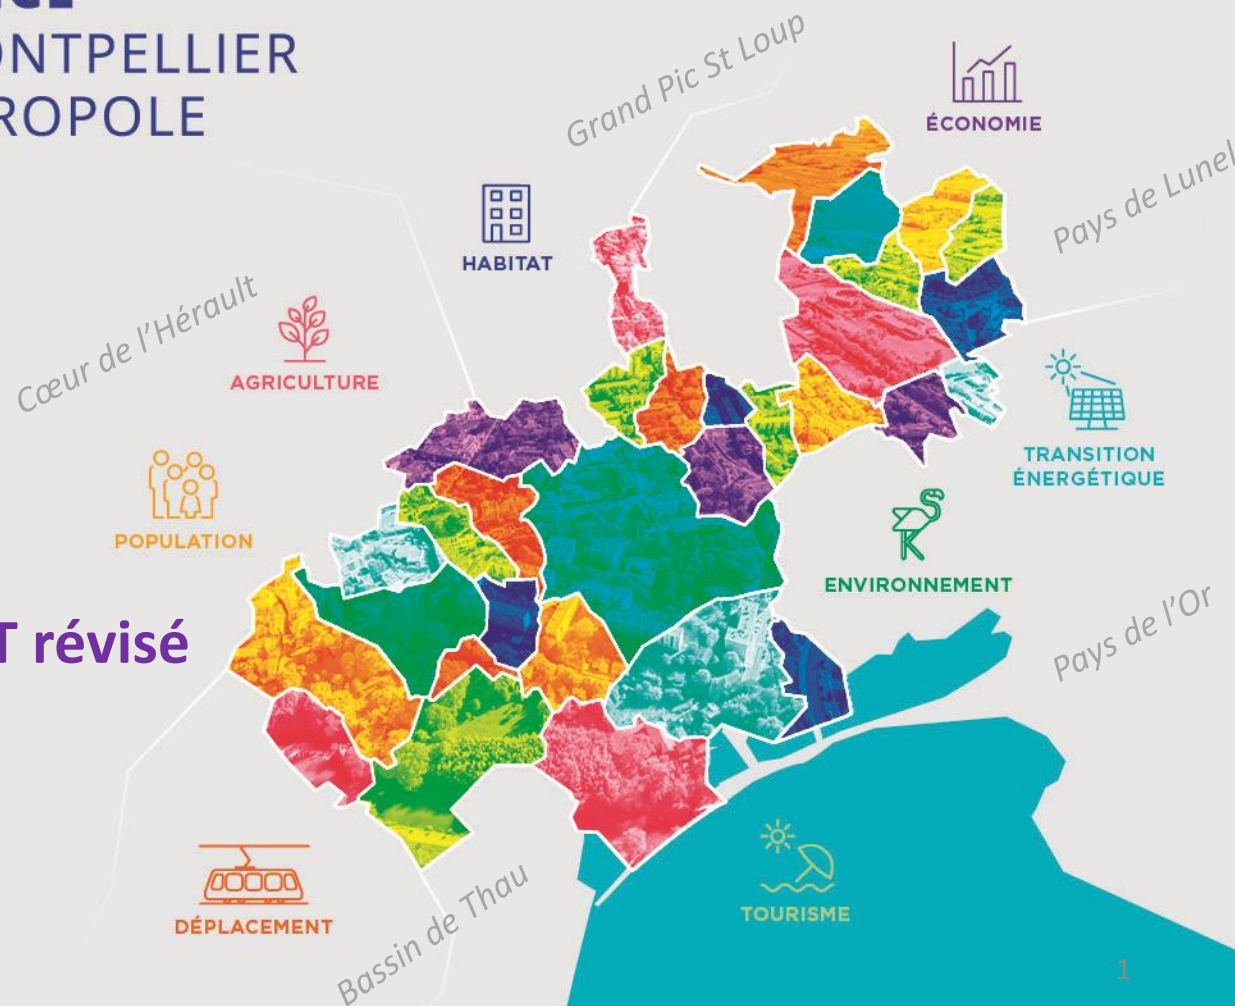 ONTPELLIER
ROPOLE
Grand Pic St Loup
ÉCONOMIE
Pays de Lunel
HABITAT
Cœur de l'Hérault
AGRICULTURE
TRANSITION
ÉNERGÉTIQUE
POPULATION
ENVIRONNEMENT
T révisé
Pays de l'Or
DÉPLACEMENT
Bassin de Thau
TOURISME
1